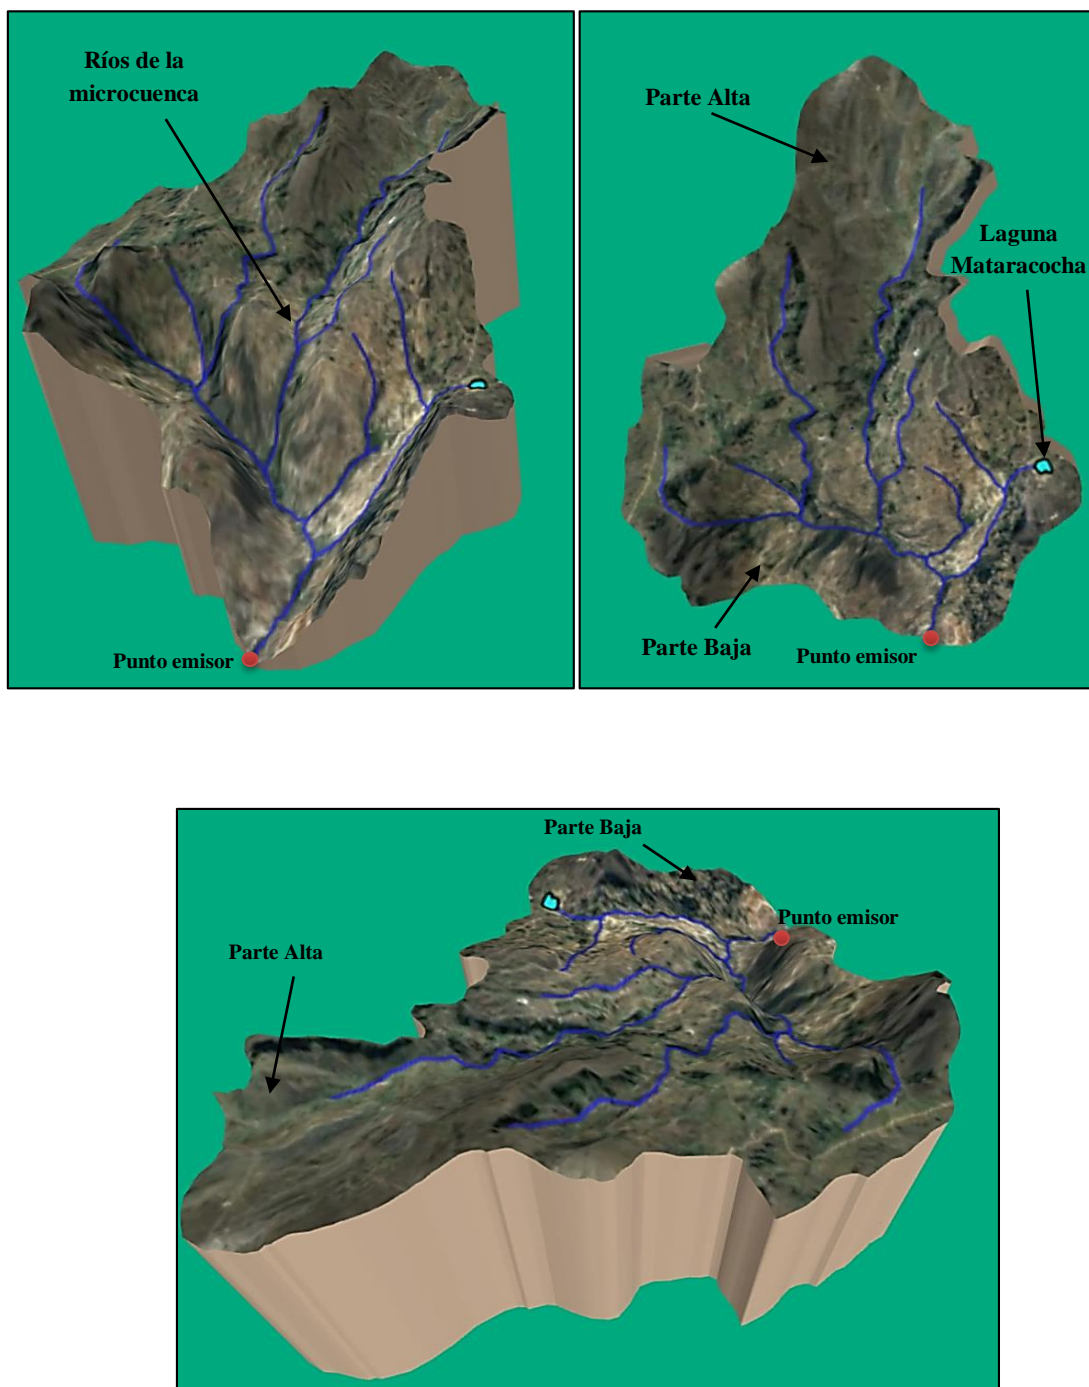 Ríos de la
microcuenca
Punto emisor
Parte Alta
Laguna
Mataracocha
Parte Baja
Punto emisor
Parte Baja
Punto emisor
Parte Alta